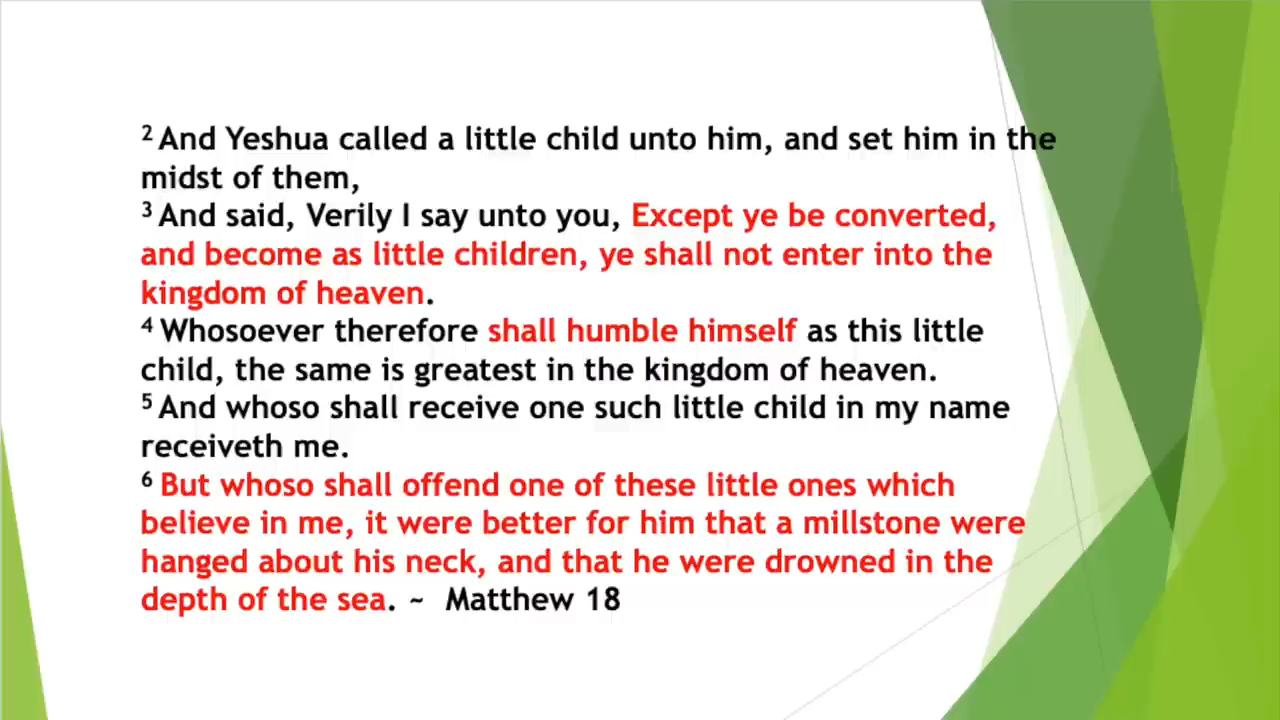 2 And Yeshua called a little child unto him, and set him in the
midst of them,
3 And said, Verily I say unto you, Except ye be converted,
and become as little children, ye shall not enter into the
kingdom of heaven.
4 Whosoever therefore shall humble himself as this little
child, the same is greatest in the kingdom of heaven.
5 And whoso shall receive one such little child in my name
receiveth me.
6 But whoso shall offend one of these little ones which
believe in me, it were better for him that a millstone were
hanged about his neck, and that he were drowned in the
depth of the sea. ~ Matthew 18